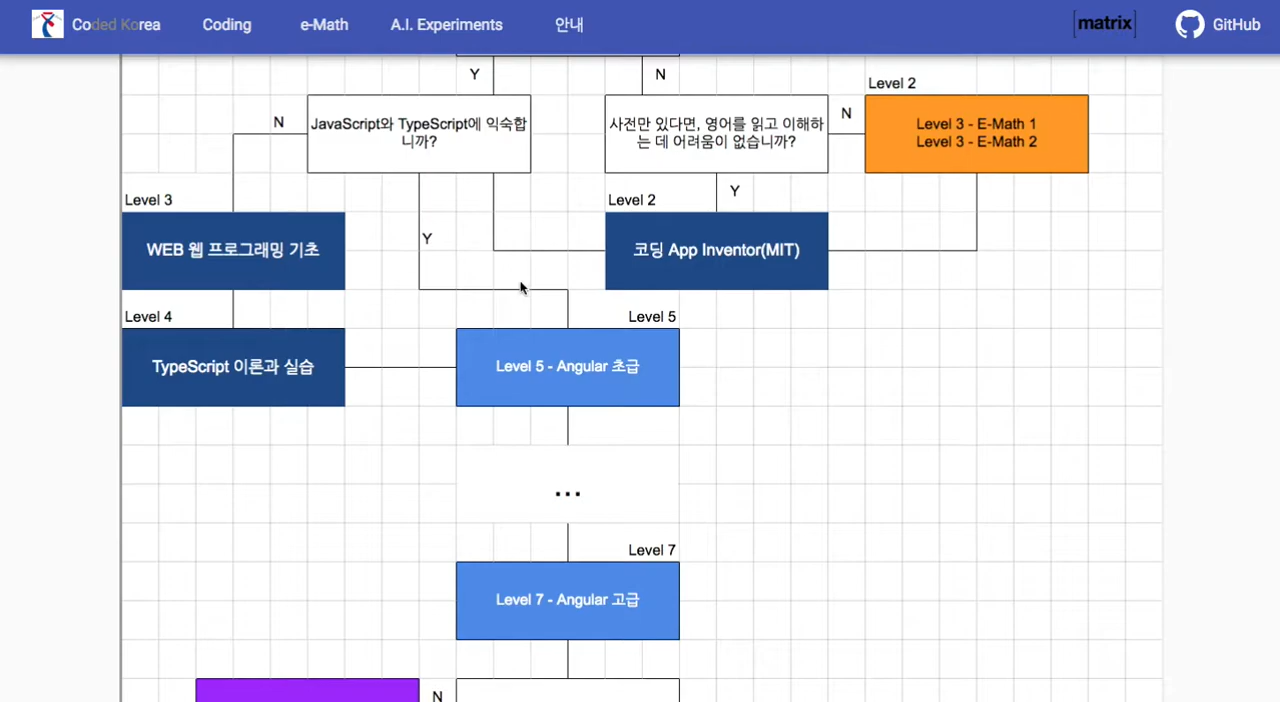 Coded Korea
Coding
e-Math
A.I. Experiments
안내
matrix
GitHub
Y
N
Level 2
N
JavaScript와 TypeScript에 익숙합
니까?
사전만 있다면, 영어를 읽고 이해하
는 데 어려움이 없습니까?
N
Level 3 - E-Math 1
Level 3 - E-Math 2
Y
Level 3
Level 2
WEB 웹 프로그래밍 기초
Y
코딩 App Inventor(MIT)
Level 4
Level 5
TypeScript 이론과 실습
Level 5 - Angular 초급
...
Level 7
Level 7 - Angular 고급
N